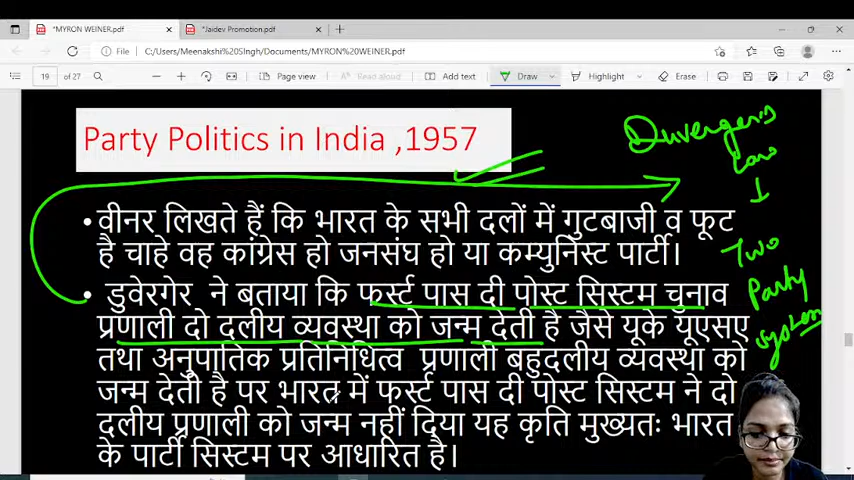 *MYRON WEINER.pdf
*Jaidev Promotion.pdf
File
C:/Users/Meenakshi%20SIngh/Documents/MYRON%20WEINER.pdf
19 of 27
Page view
Read aloud
Add text
Draw
Highlight
Erase
Party Politics in India ,1957
Duverger's
Law
Two
Party
System
• वीनर लिखते हैं कि भारत के सभी दलों में गुटबाजी व फूट
है चाहे वह कांग्रेस हो जनसंघ हो या कम्युनिस्ट पार्टी।
• डुवेरगेर ने बताया कि फर्स्ट पास दी पोस्ट सिस्टम चुनाव
प्रणाली दो दलीय व्यवस्था को जन्म देती है जैसे यूके यूएसए
तथा अनुपातिक प्रतिनिधित्व प्रणाली बहुदलीय व्यवस्था को
जन्म देती है पर भारत में फर्स्ट पास दी पोस्ट सिस्टम ने दो
दलीय प्रणाली को जन्म नहीं दिया यह कृति मुख्यतः भारत
के पार्टी सिस्टम पर आधारित है।